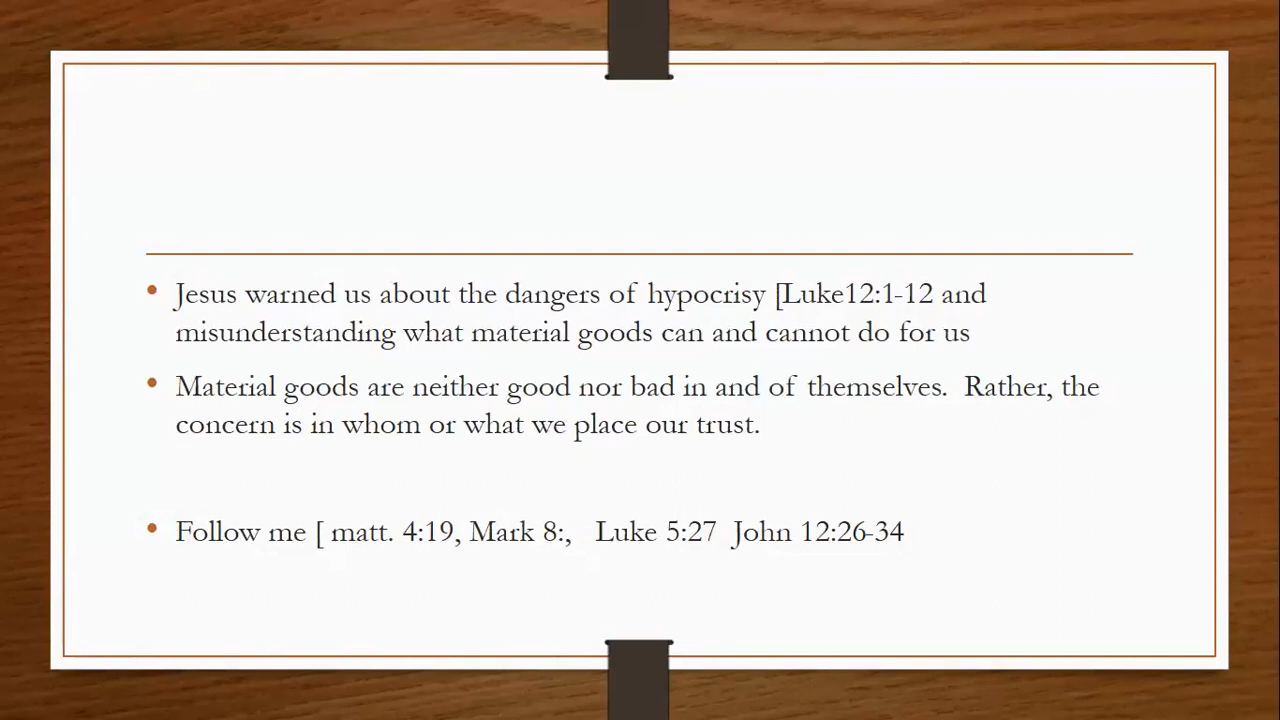 Jesus warned us about the dangers of hypocrisy [Luke12:1-12 and
misunderstanding what material goods can and cannot do for us
Material goods are neither good nor bad in and of themselves.  Rather, the
concern is in whom or what we place our trust.
Follow me [ matt. 4:19, Mark 8:,   Luke 5:27  John 12:26-34